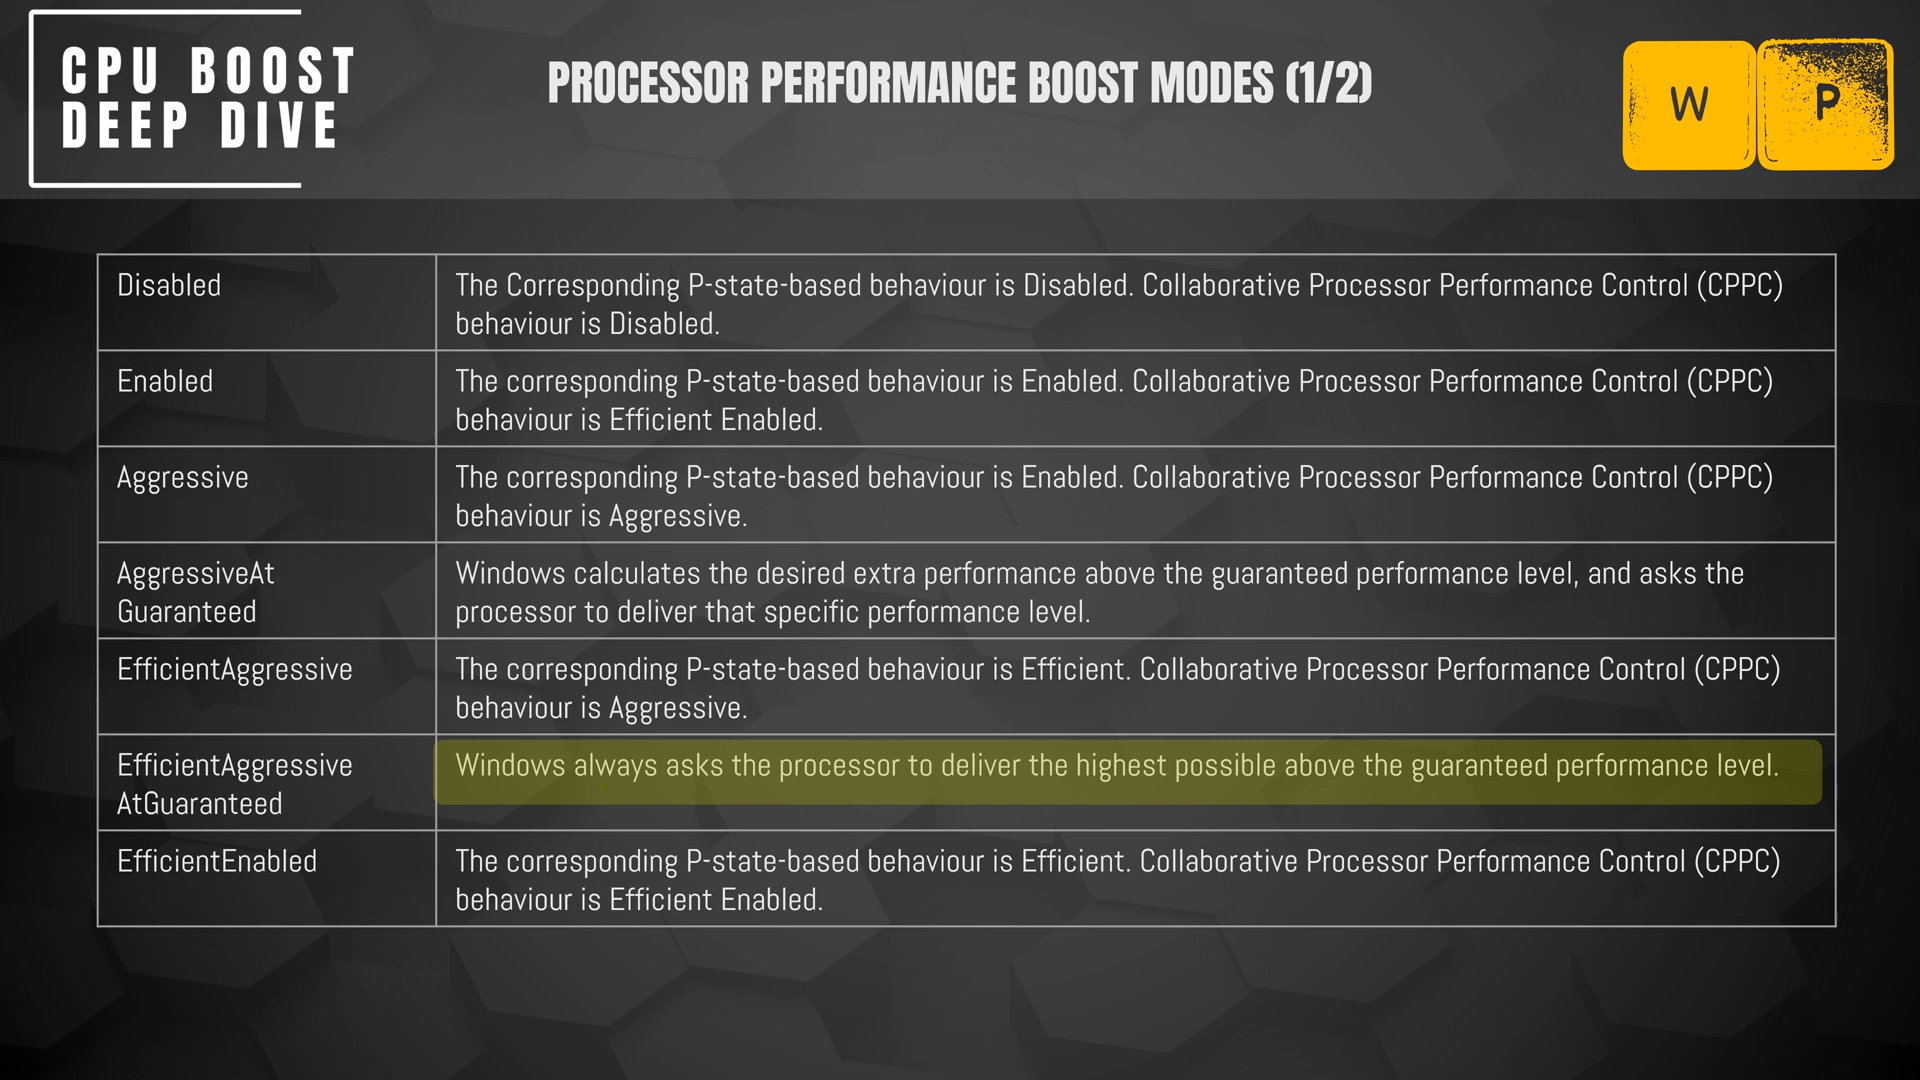 CPU BOOST
DEEP DIVE
PROCESSOR PERFORMANCE BOOST MODES (1/2)
W P
Disabled
The Corresponding P-state-based behaviour is Disabled. Collaborative Processor Performance Control (CPPC)
behaviour is Disabled.
Enabled
The corresponding P-state-based behaviour is Enabled. Collaborative Processor Performance Control (CPPC)
behaviour is Efficient Enabled.
Aggressive
The corresponding P-state-based behaviour is Enabled. Collaborative Processor Performance Control (CPPC)
behaviour is Aggressive.
AggressiveAt
Guaranteed
Windows calculates the desired extra performance above the guaranteed performance level, and asks the
processor to deliver that specific performance level.
EfficientAggressive
The corresponding P-state-based behaviour is Efficient. Collaborative Processor Performance Control (CPPC)
behaviour is Aggressive.
EfficientAggressive
AtGuaranteed
Windows always asks the processor to deliver the highest possible above the guaranteed performance level.
EfficientEnabled
The corresponding P-state-based behaviour is Efficient. Collaborative Processor Performance Control (CPPC)
behaviour is Efficient Enabled.